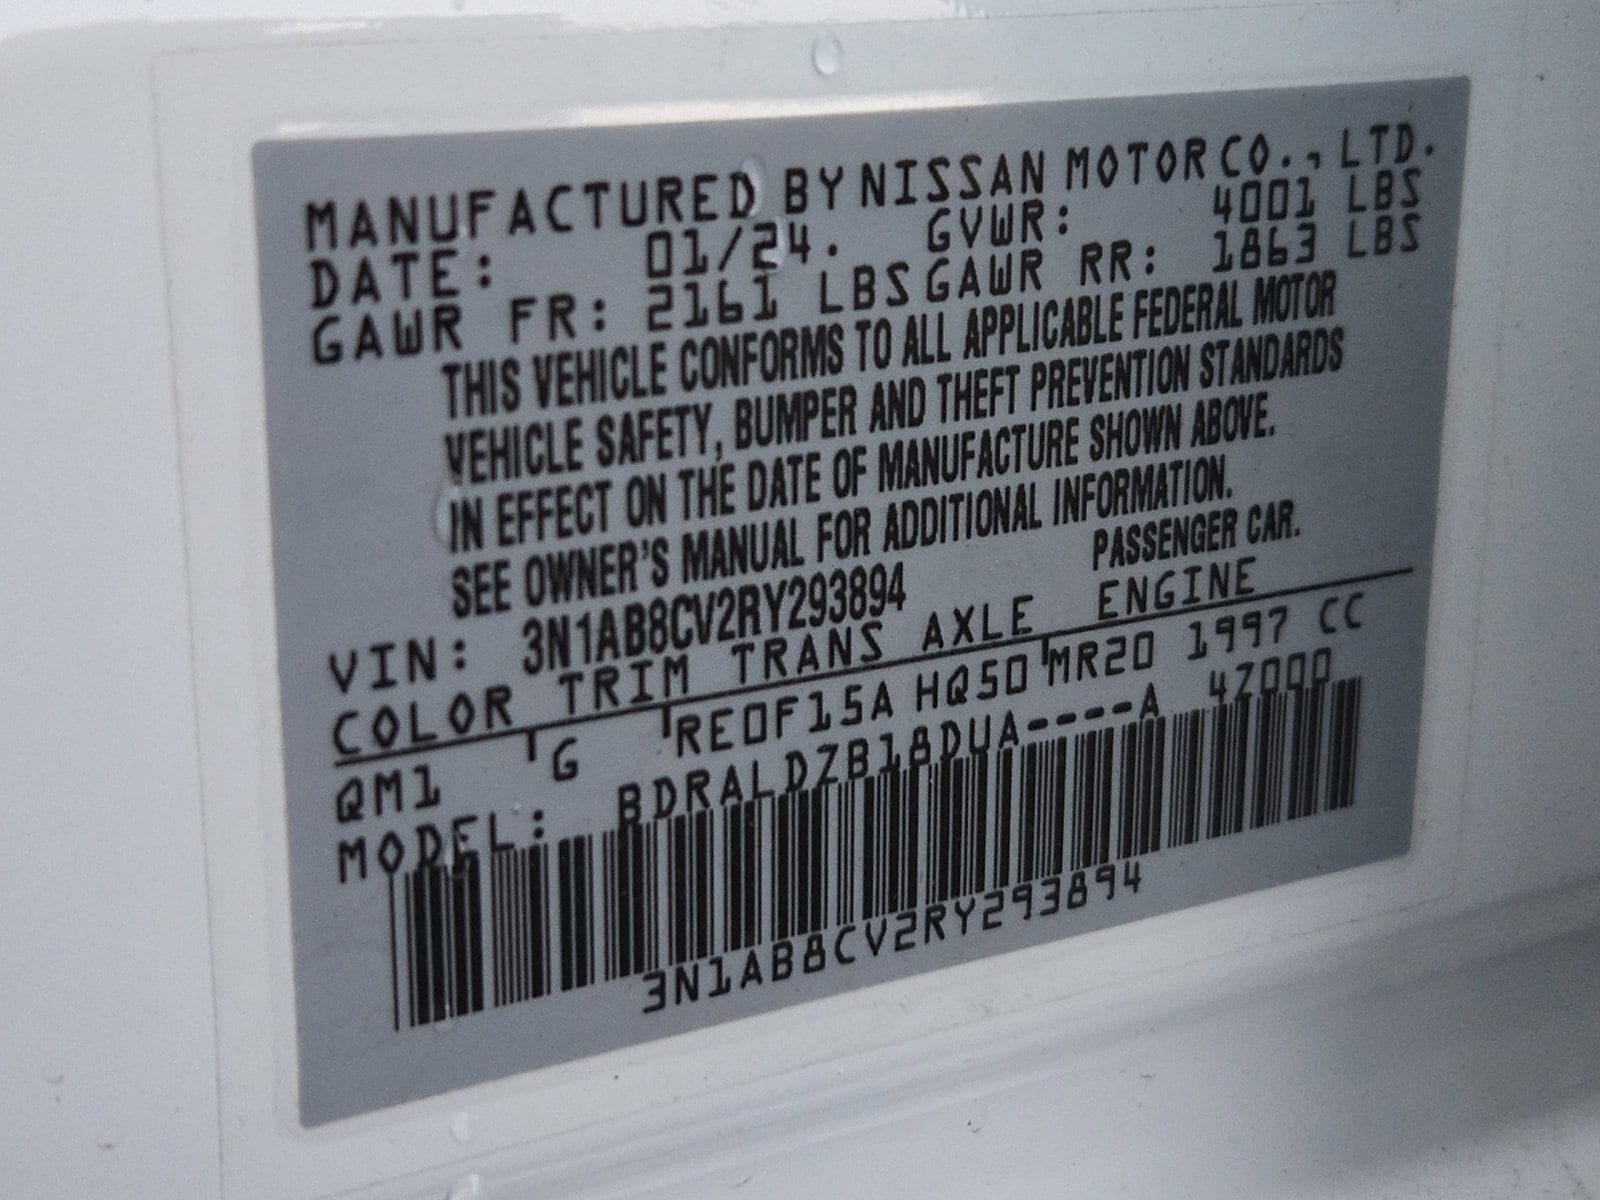 MANUFACTURED BY NISSAN MOTOR CO., LTD.
DATE: 01/24. GVWR: 4001 LBS
GAWR FR: 2161 LBS GAWR RR: 1863 LBS
THIS VEHICLE CONFORMS TO ALL APPLICABLE FEDERAL MOTOR
VEHICLE SAFETY, BUMPER AND THEFT PREVENTION STANDARDS
IN EFFECT ON THE DATE OF MANUFACTURE SHOWN ABOVE.
SEE OWNER'S MANUAL FOR ADDITIONAL INFORMATION.
VIN: 3N1AB8CV2RY293894 PASSENGER CAR.
COLOR TRIM TRANS AXLE ENGINE
QM1 G RE0F15A HQ50 MR20 1997 CC
MODEL: BDRALDZB18DUA----A 4Z000
3N1AB8CV2RY293894